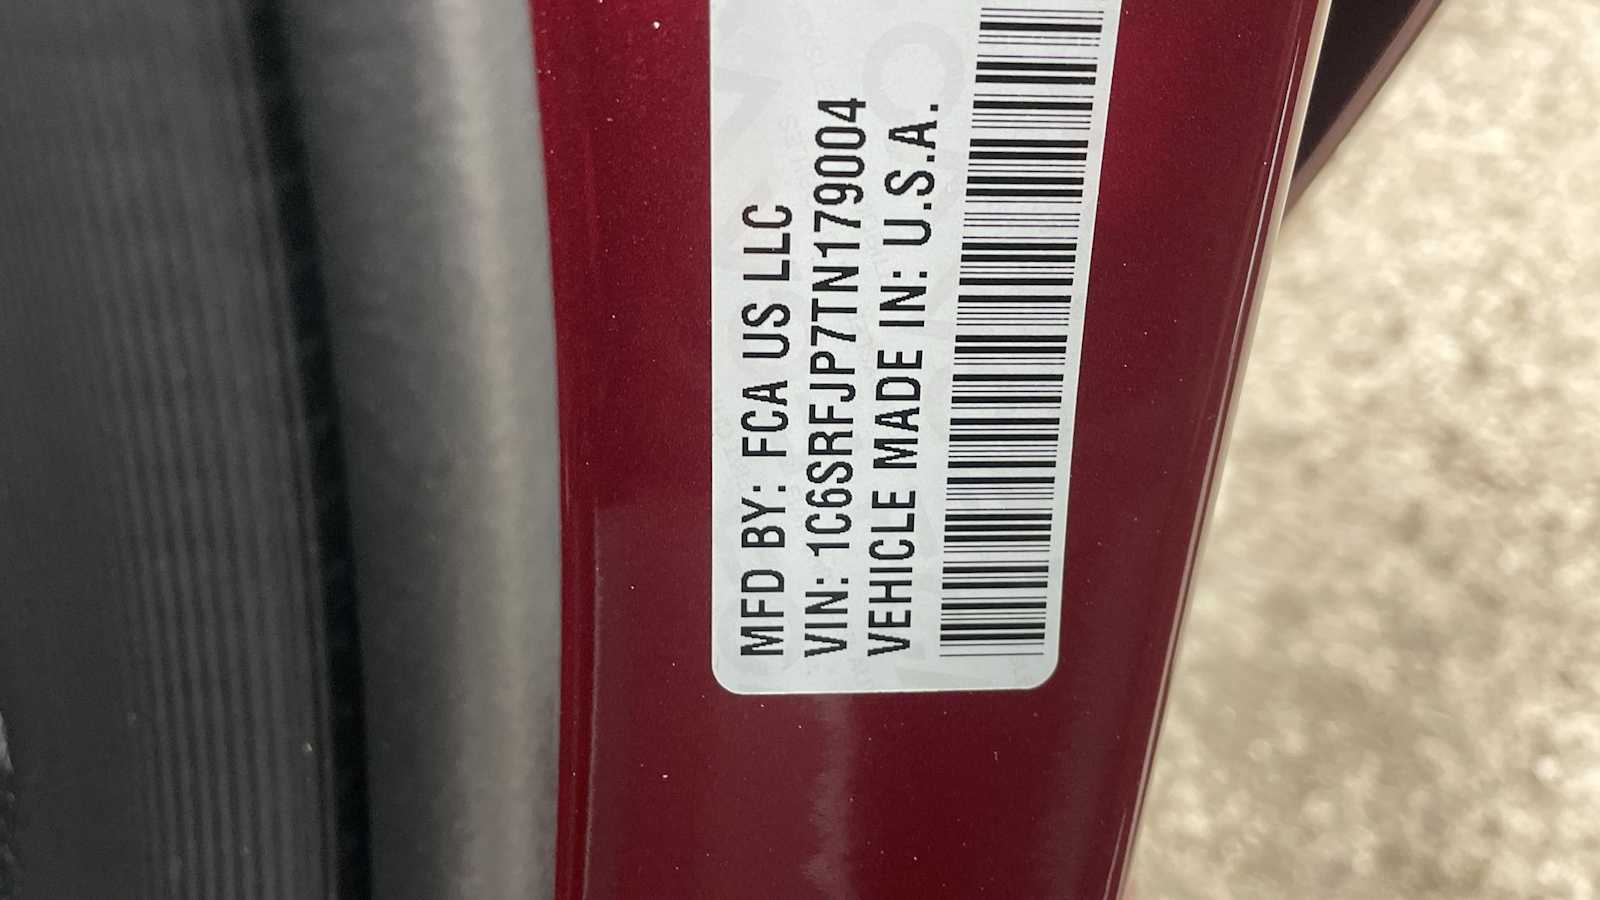 MFD BY: FCA US LLC
VIN: 1C6SRFJP7TN179004
VEHICLE MADE IN: U.S.A.